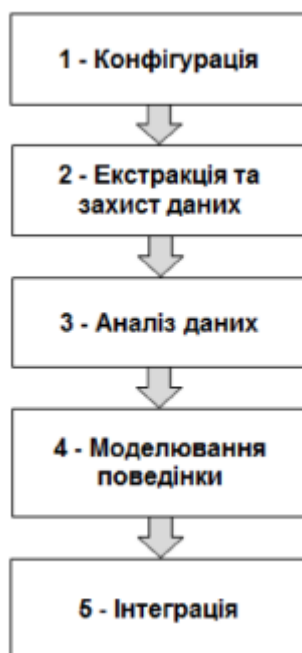 1 - Конфігурація
2 - Екстракція та
захист даних
3 - Аналіз даних
4 - Моделювання
поведінки
5 - Інтеграція